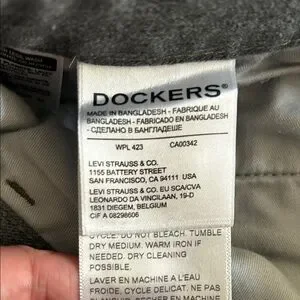 DOCKERS®
MADE IN BANGLADESH - FABRIQUE AU
BANGLADESH - FABRICADO EN BANGLADESH
- СДЕЛАНО В БАНГЛАДЕШЕ
WPL 423 CA00342
LEVI STRAUSS & CO.
1155 BATTERY STREET
SAN FRANCISCO, CA 94111 USA
LEVI STRAUSS & CO. EU SCA/CVA
LEONARDO DA VINCILAAN, 19-D
1831 DIEGEM, BELGIUM
CIF A 08298606
CYCLE. DO NOT BLEACH. TUMBLE
DRY MEDIUM. WARM IRON IF
NEEDED. DRY CLEANING
POSSIBLE.
LAVER EN MACHINE A L'EAU
FROIDE, CYCLE DELICAT. NE PAS